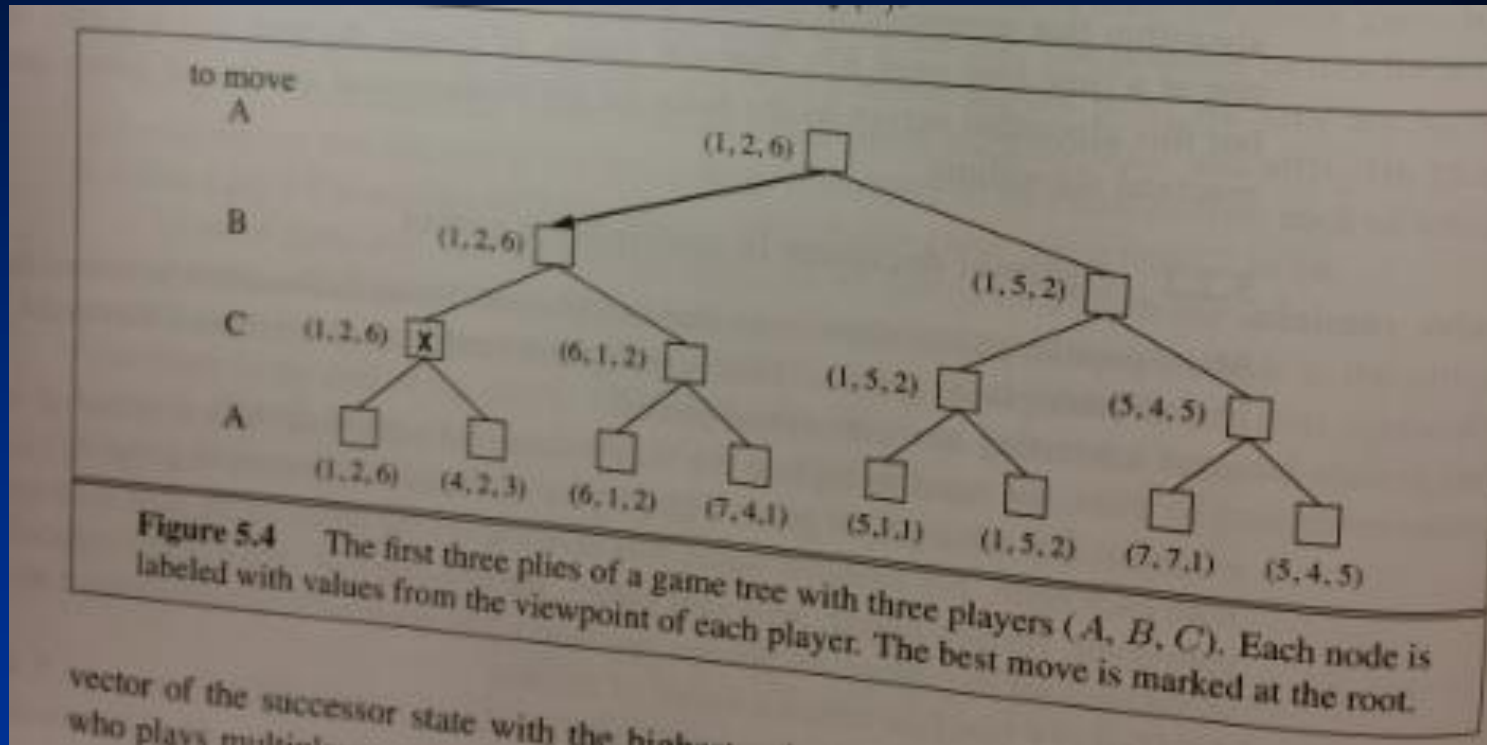 to move
A
(1, 2, 6)
B
(1, 2, 6)
(1, 5, 2)
C
(1, 2, 6)
X
(6, 1, 2)
(1, 5, 2)
(5, 4, 5)
A
(1, 2, 6)
(4, 2, 3)
(6, 1, 2)
(7, 4,1)
(5,1,1)
(1, 5, 2)
(7, 7,1)
(5, 4, 5)
Figure 5.4 The first three plies of a game tree with three players (A, B, C). Each node is
labeled with values from the viewpoint of each player. The best move is marked at the root.
vector of the successor state with the
who plays